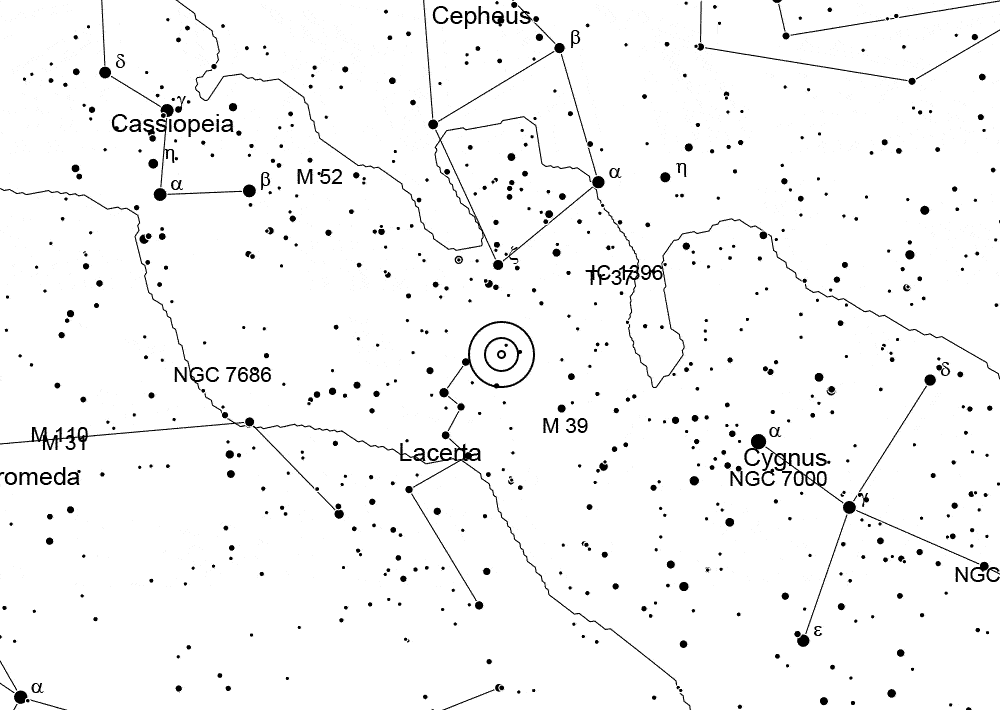 Cepheus
β
δ
γ
Cassiopeia
η
α
β
M 52
α
η
ξ
IC 1396
Tr 37
NGC 7686
δ
M 39
M 110
M 31
romeda
Lacerta
α
Cygnus
NGC 7000
γ
NGC
ε
α